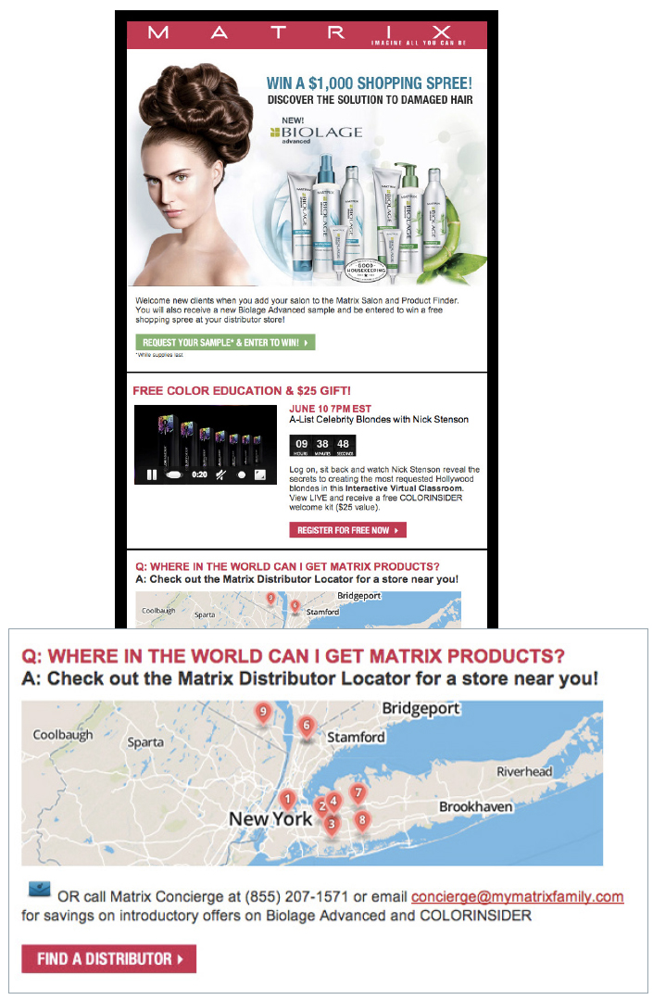 MATRIX
IMAGINE ALL YOU CAN BE
WIN A $1,000 SHOPPING SPREE!
DISCOVER THE SOLUTION TO DAMAGED HAIR
NEW!
BIOLAGE
advanced
MATRIX
BIOLAGE
MATRIX
BIOLAGE
MATRIX
BIOLAGE
BIOLAGE
GOOD
HOUSEKEEPING
Welcome new clients when you add your salon to the Matrix Salon and Product Finder.
You will also receive a new Biolage Advanced sample and be entered to win a free
shopping spree at your distributor store!
REQUEST YOUR SAMPLE* & ENTER TO WIN!
*While supplies last
FREE COLOR EDUCATION & $25 GIFT!
0:20
JUNE 10 7PM EST
A-List Celebrity Blondes with Nick Stenson
09 38 48
HOURS MINUTES SECONDS
Log on, sit back and watch Nick Stenson reveal the
secrets to creating the most requested Hollywood
blondes in this Interactive Virtual Classroom.
View LIVE and receive a free COLORINSIDER
welcome kit ($25 value).
REGISTER FOR FREE NOW
Q: WHERE IN THE WORLD CAN I GET MATRIX PRODUCTS?
A: Check out the Matrix Distributor Locator for a store near you!
9
6
Bridgeport
Coolbaugh
Sparta
Stamford
Q: WHERE IN THE WORLD CAN I GET MATRIX PRODUCTS?
A: Check out the Matrix Distributor Locator for a store near you!
9
Bridgeport
6
Coolbaugh
Sparta
Stamford
Riverhead
1
2
4
7
Brookhaven
New York
3
8
OR call Matrix Concierge at (855) 207-1571 or email concierge@mymatrixfamily.com
for savings on introductory offers on Biolage Advanced and COLORINSIDER
FIND A DISTRIBUTOR